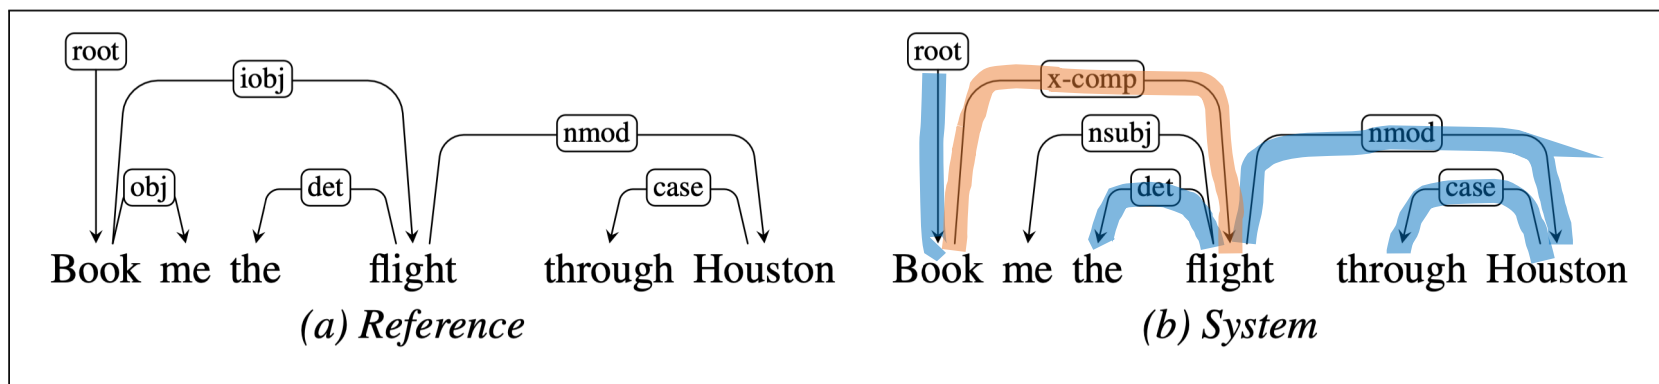 root
iobj
nmod
obj
det
case
Book me the flight through Houston
(a) Reference
root
x-comp
nsubj
nmod
det
case
Book me the flight through Houston
(b) System